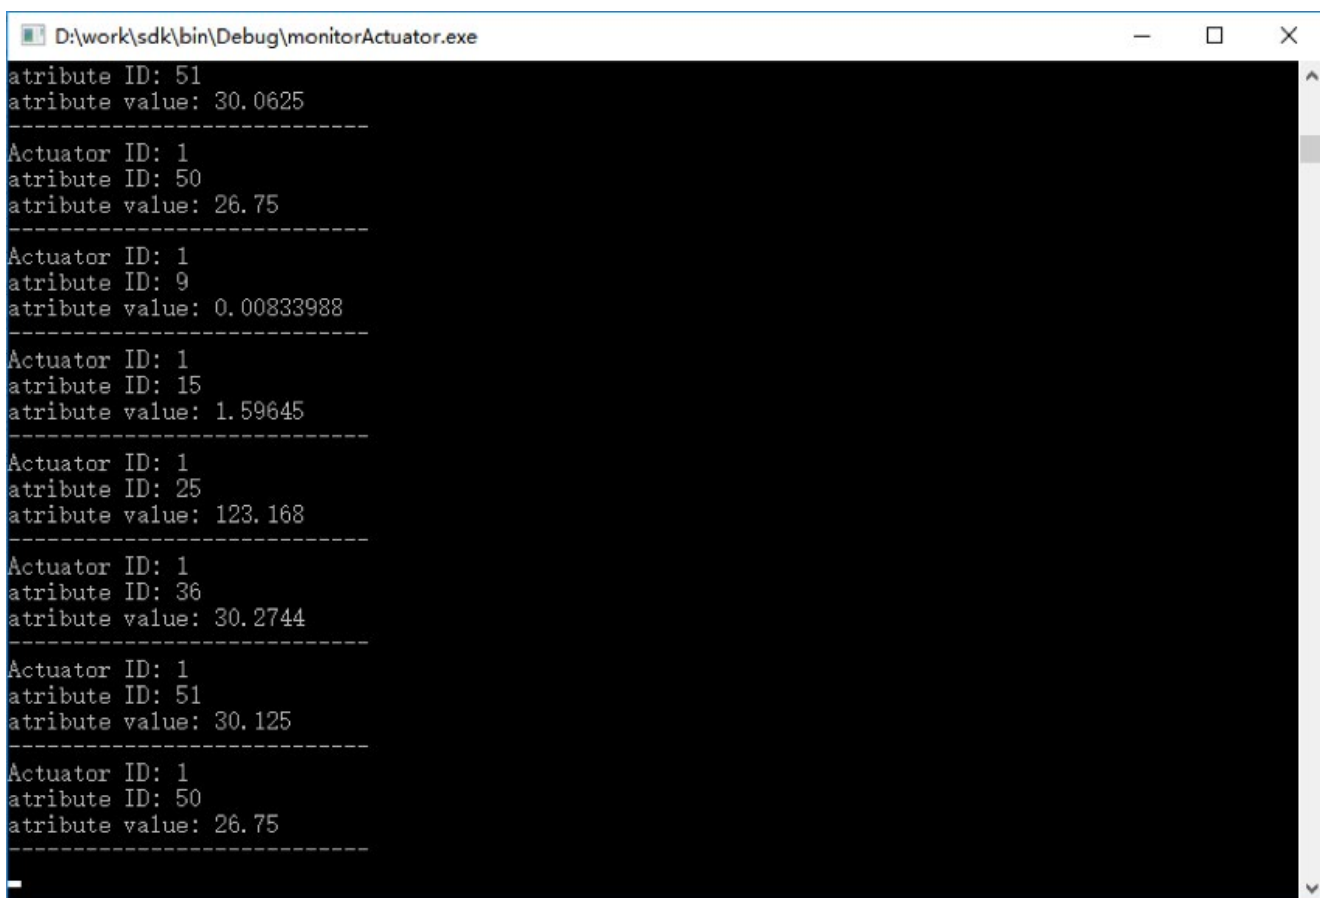 D:\work\sdk\bin\Debug\monitorActuator.exe
atribute ID: 51
atribute value: 30.0625
----------------------------
Actuator ID: 1
atribute ID: 50
atribute value: 26.75
----------------------------
Actuator ID: 1
atribute ID: 9
atribute value: 0.00833988
----------------------------
Actuator ID: 1
atribute ID: 15
atribute value: 1.59645
----------------------------
Actuator ID: 1
atribute ID: 25
atribute value: 123.168
----------------------------
Actuator ID: 1
atribute ID: 36
atribute value: 30.2744
----------------------------
Actuator ID: 1
atribute ID: 51
atribute value: 30.125
----------------------------
Actuator ID: 1
atribute ID: 50
atribute value: 26.75
----------------------------